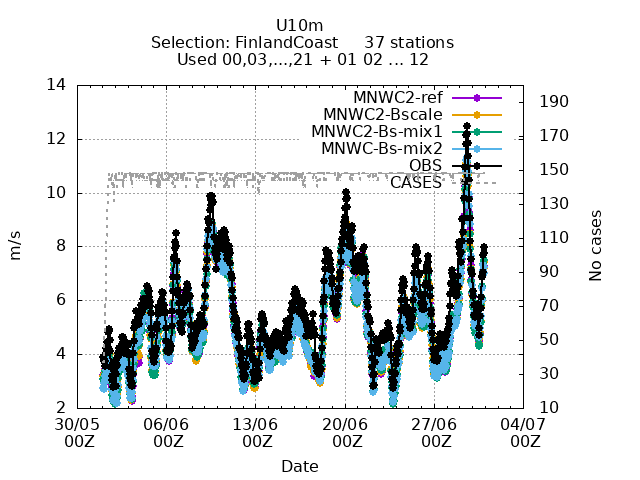 U10m
Selection: FinlandCoast     37 stations
Used 00,03,...,21 + 01 02 ... 12
MNWC2-ref
MNWC2-Bscale
MNWC2-Bs-mix1
MNWC-Bs-mix2
OBS
CASES
14
12
10
8
6
4
2
m/s
190
170
150
130
110
90
70
50
30
10
No cases
30/05 06/06 13/06 20/06 27/06 04/07
00Z 00Z 00Z 00Z 00Z 00Z
Date